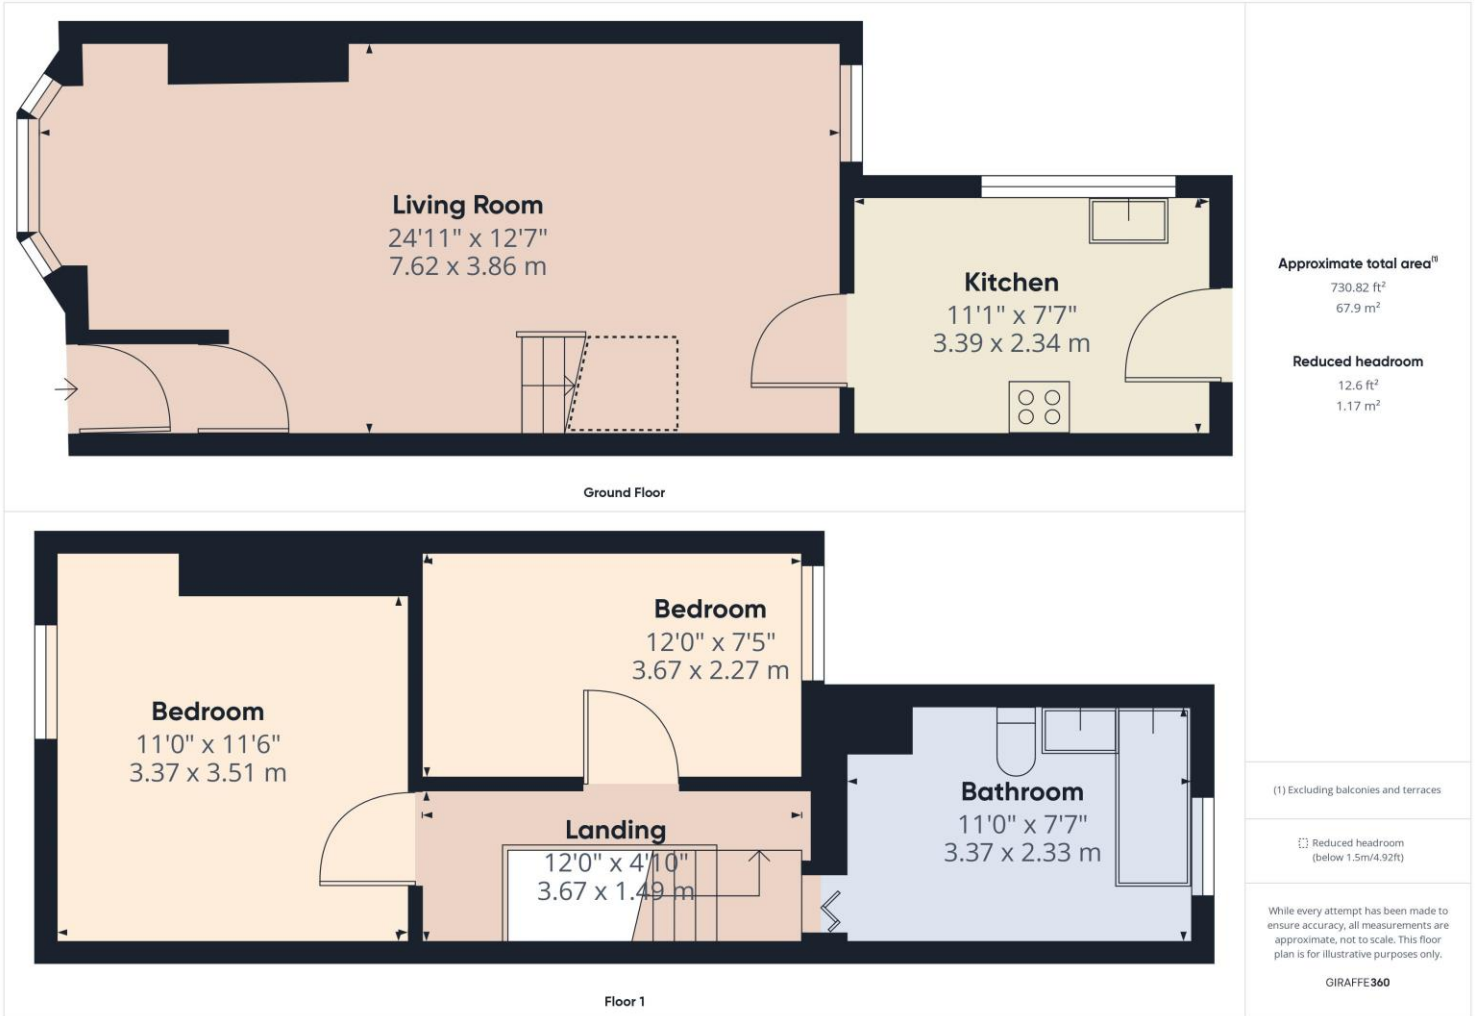 Living Room
24'11" x 12'7"
7.62 x 3.86 m
Kitchen
11'1" x 7'7"
3.39 x 2.34 m
Ground Floor
Bedroom
11'0" x 11'6"
3.37 x 3.51 m
Bedroom
12'0" x 7'5"
3.67 x 2.27 m
Landing
12'0" x 4'10"
3.67 x 1.49 m
Bathroom
11'0" x 7'7"
3.37 x 2.33 m
Floor 1
Approximate total area(1)
730.82 ft²
67.9 m²
Reduced headroom
12.6 ft²
1.17 m²
(1) Excluding balconies and terraces
Reduced headroom
(below 1.5m/4.92ft)
While every attempt has been made to
ensure accuracy, all measurements are
approximate, not to scale. This floor
plan is for illustrative purposes only.
GIRAFFE360